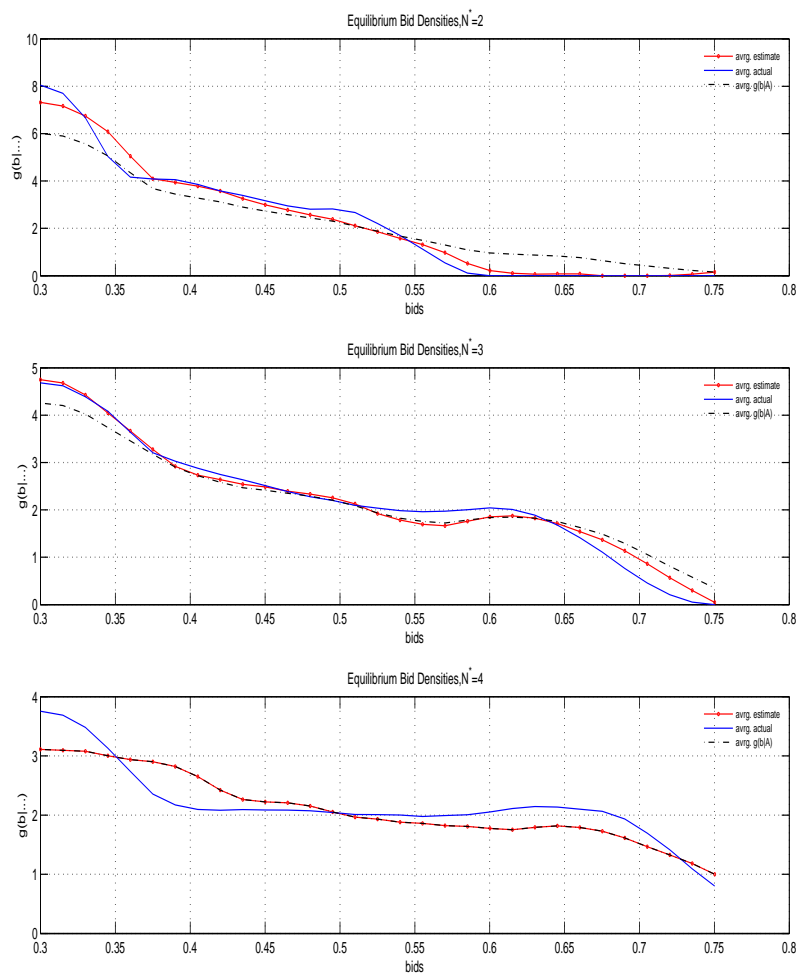 Equilibrium Bid Densities,N*=2
10
8
6
4
2
0
g(b|...)
avrg. estimate
avrg. actual
avrg. g(b|A)
0.3 0.35 0.4 0.45 0.5 0.55 0.6 0.65 0.7 0.75 0.8
bids
Equilibrium Bid Densities,N*=3
5
4
3
2
1
0
g(b|...)
avrg. estimate
avrg. actual
avrg. g(b|A)
0.3 0.35 0.4 0.45 0.5 0.55 0.6 0.65 0.7 0.75 0.8
bids
Equilibrium Bid Densities,N*=4
4
3
2
1
0
g(b|...)
avrg. estimate
avrg. actual
avrg. g(b|A)
0.3 0.35 0.4 0.45 0.5 0.55 0.6 0.65 0.7 0.75 0.8
bids